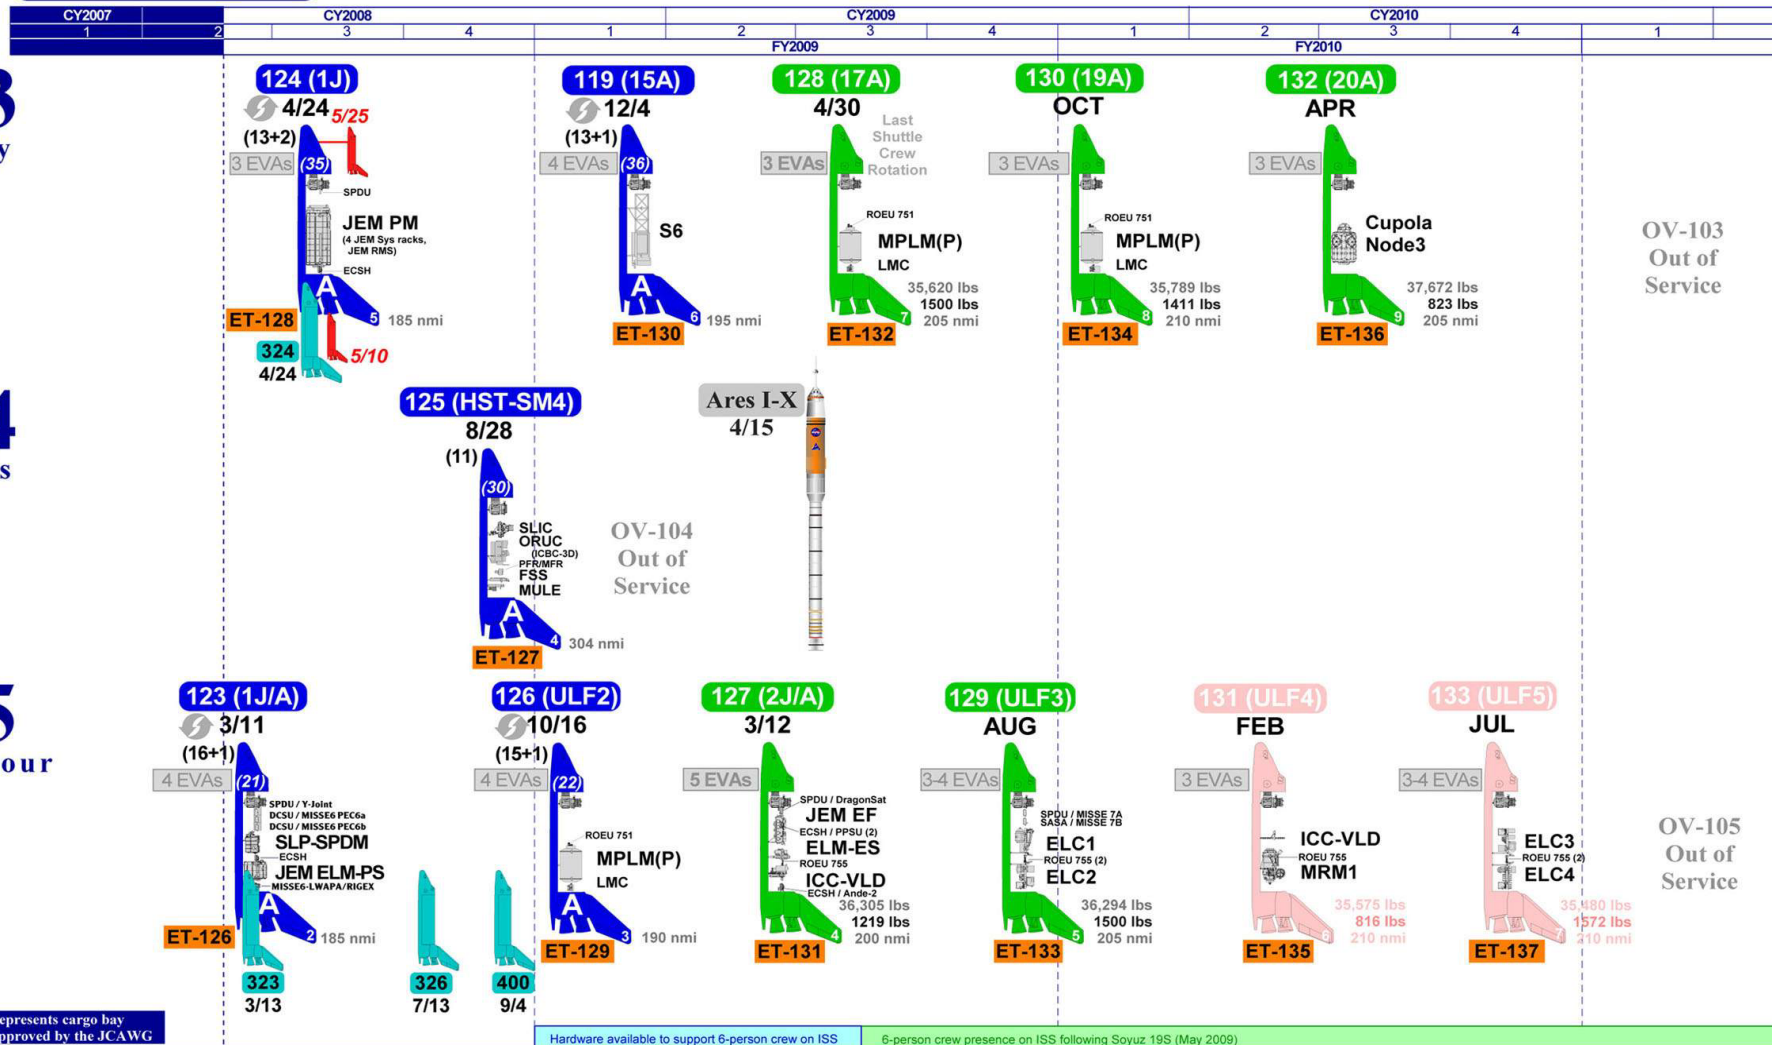 CY2007
CY2008
CY2009
CY2010
1
2
3
4
1
2
3
4
1
2
3
4
1
FY2009
FY2010
3
y
124 (1J)
4/24
5/25
(13+2)
3 EVAs
(35)
SPDU
JEM PM
(4 JEM Sys racks,
JEM RMS)
ECSH
A
5
185 nmi
ET-128
324
4/24
5/10
119 (15A)
12/4
(13+1)
4 EVAs
(36)
S6
A
6
195 nmi
ET-130
128 (17A)
4/30
Last
Shuttle
Crew
Rotation
3 EVAs
ROEU 751
MPLM(P)
LMC
35,620 lbs
1500 lbs
205 nmi
7
ET-132
130 (19A)
OCT
3 EVAs
ROEU 751
MPLM(P)
LMC
35,789 lbs
1411 lbs
210 nmi
8
ET-134
132 (20A)
APR
3 EVAs
Cupola
Node3
37,672 lbs
823 lbs
205 nmi
9
ET-136
OV-103
Out of
Service
4
s
125 (HST-SM4)
8/28
(11)
(30)
SLIC
ORUC
(ICBC-3D)
PFR/MFR
FSS
MULE
A
4
304 nmi
ET-127
OV-104
Out of
Service
Ares I-X
4/15
5
our
123 (1J/A)
3/11
(16+1)
4 EVAs
(21)
SPDU / Y-Joint
DCSU / MISSE6 PEC6a
DCSU / MISSE6 PEC6b
SLP-SPDM
ECSH
JEM ELM-PS
MISSE6-LWAPA/RIGEX
A
2
185 nmi
ET-126
323
3/13
326
7/13
400
9/4
126 (ULF2)
10/16
(15+1)
4 EVAs
(22)
ROEU 751
MPLM(P)
LMC
A
3
190 nmi
ET-129
127 (2J/A)
3/12
5 EVAs
SPDU / DragonSat
JEM EF
ECSH / PPSU (2)
ELM-ES
ROEU 755
ICC-VLD
ECSH / Ande-2
36,305 lbs
1219 lbs
200 nmi
4
ET-131
129 (ULF3)
AUG
3-4 EVAs
SPDU / MISSE 7A
SASA / MISSE 7B
ELC1
ROEU 755 (2)
ELC2
36,294 lbs
1500 lbs
205 nmi
5
ET-133
131 (ULF4)
FEB
3 EVAs
ICC-VLD
ROEU 755
MRM1
35,575 lbs
816 lbs
210 nmi
6
ET-135
133 (ULF5)
JUL
3-4 EVAs
ELC3
ROEU 755 (2)
ELC4
35,480 lbs
1572 lbs
210 nmi
7
ET-137
OV-105
Out of
Service
epresents cargo bay
pproved by the JCAWG
Hardware available to support 6-person crew on ISS
6-person crew presence on ISS following Soyuz 19S (May 2009)